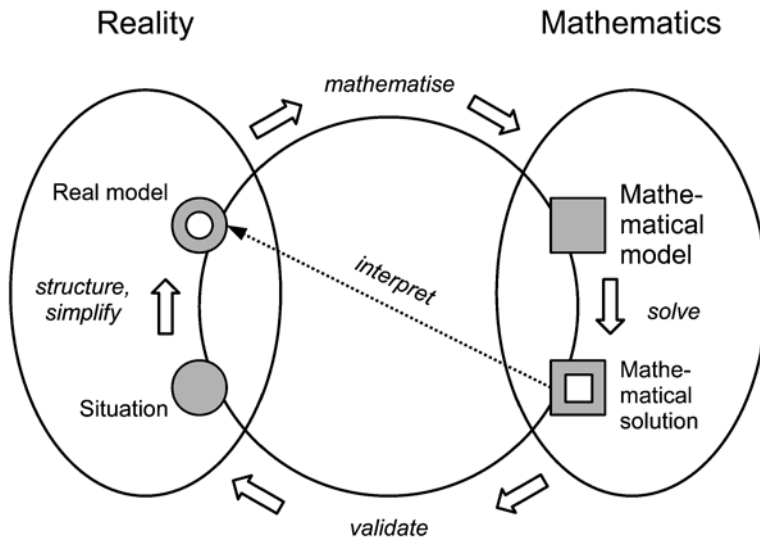 Reality
Mathematics
mathematise
Real model
Mathe-
matical
model
interpret
structure,
simplify
solve
Situation
Mathe-
matical
solution
validate